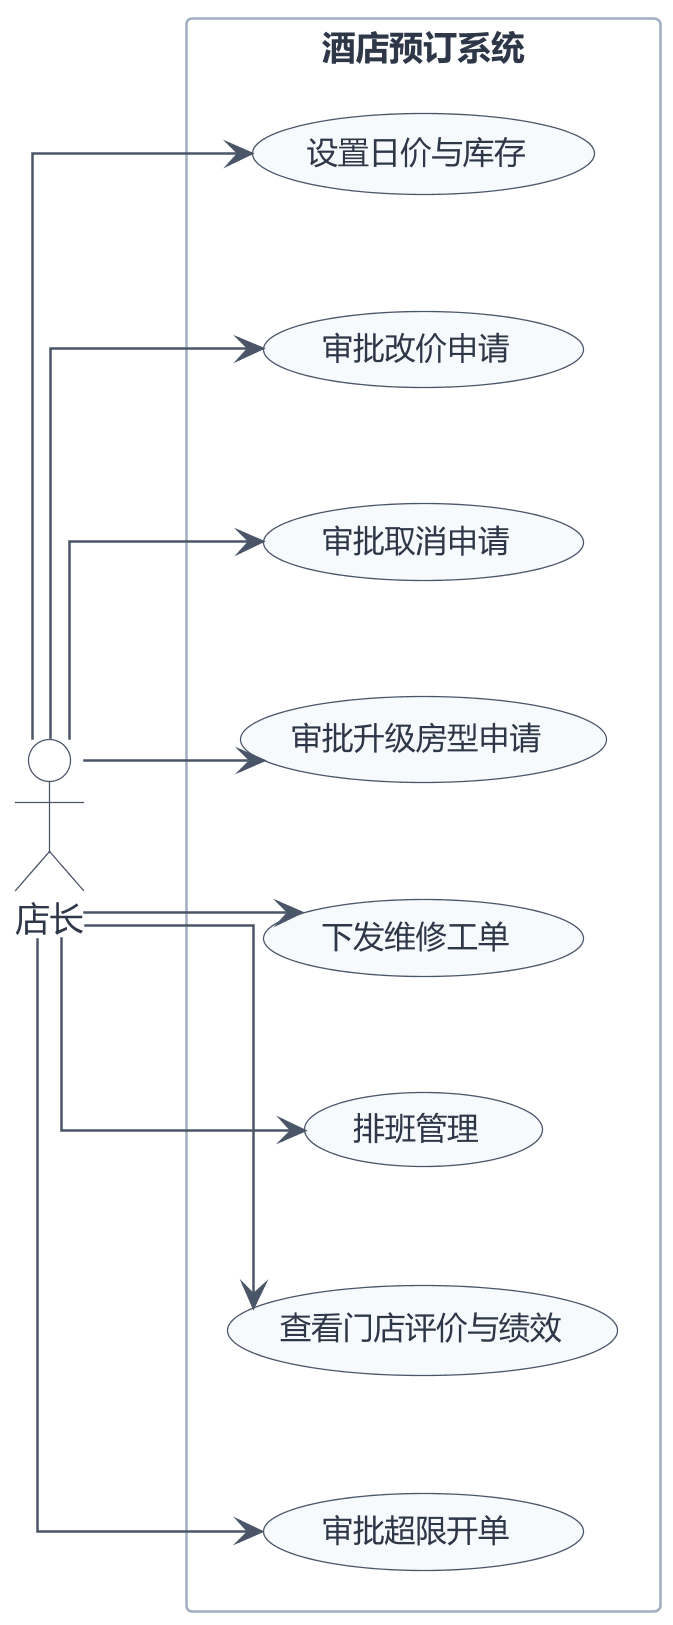 酒店预订系统
设置日价与库存
审批改价申请
审批取消申请
审批升级房型申请
店长
下发维修工单
排班管理
查看门店评价与绩效
审批超限开单